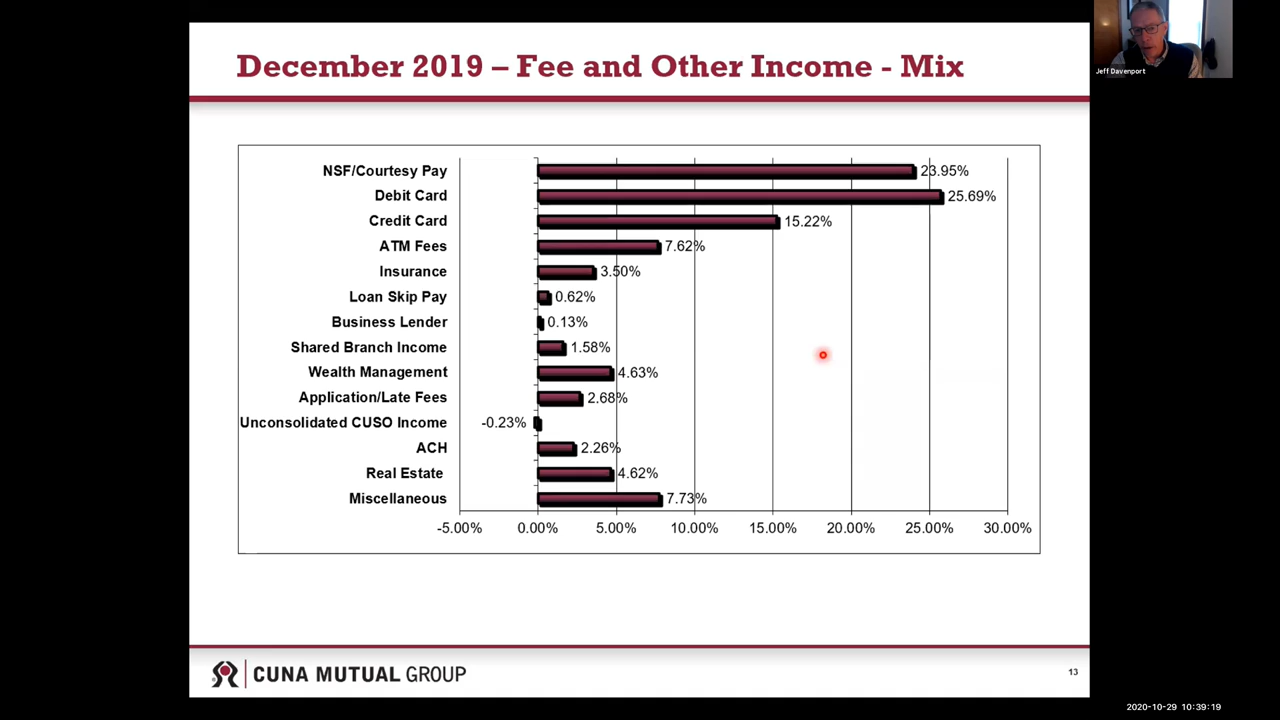 December 2019 – Fee and Other Income - Mix
Jeff Davenport
NSF/Courtesy Pay 23.95%
Debit Card 25.69%
Credit Card 15.22%
ATM Fees 7.62%
Insurance 3.50%
Loan Skip Pay 0.62%
Business Lender 0.13%
Shared Branch Income 1.58%
Wealth Management 4.63%
Application/Late Fees 2.68%
Unconsolidated CUSO Income -0.23%
ACH 2.26%
Real Estate 4.62%
Miscellaneous 7.73%
-5.00% 0.00% 5.00% 10.00% 15.00% 20.00% 25.00% 30.00%
CUNA MUTUAL GROUP
13
2020-10-29 10:39:19